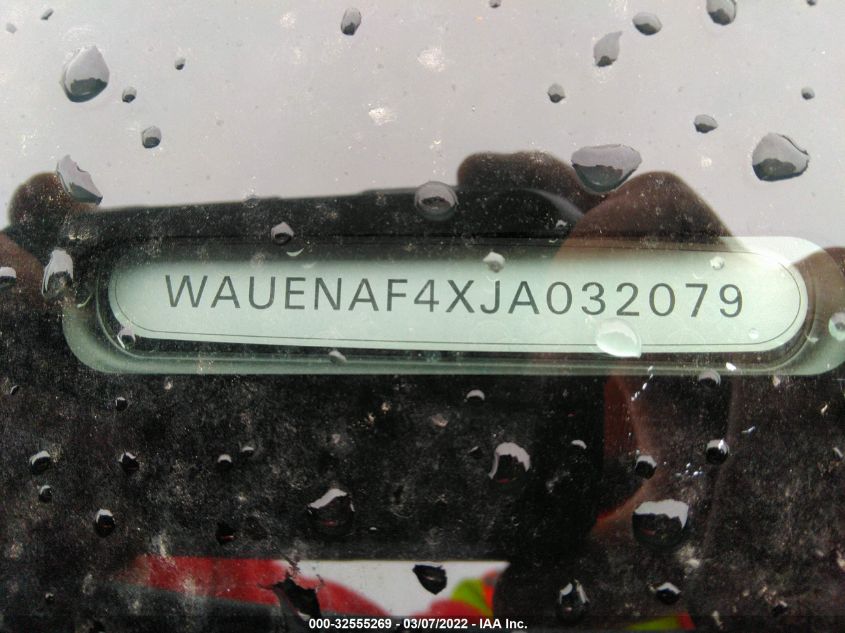 WAUENAF4XJA032079
000-32555269 - 03/07/2022 - IAA Inc.